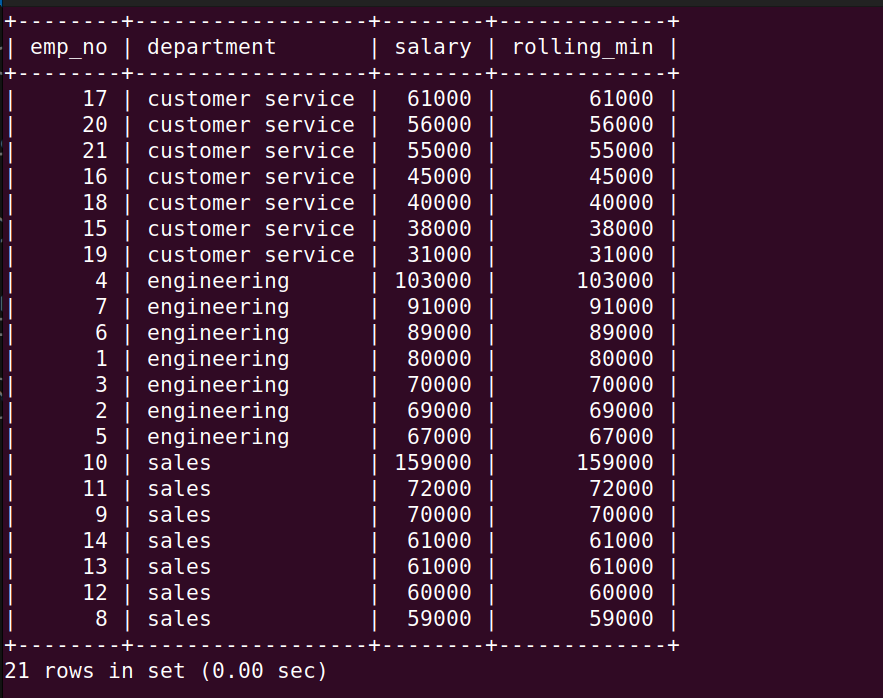 +--------+------------------+--------+-------------+
| emp_no | department       | salary | rolling_min |
+--------+------------------+--------+-------------+
|     17 | customer service |  61000 |       61000 |
|     20 | customer service |  56000 |       56000 |
|     21 | customer service |  55000 |       55000 |
|     16 | customer service |  45000 |       45000 |
|     18 | customer service |  40000 |       40000 |
|     15 | customer service |  38000 |       38000 |
|     19 | customer service |  31000 |       31000 |
|      4 | engineering      | 103000 |      103000 |
|      7 | engineering      |  91000 |       91000 |
|      6 | engineering      |  89000 |       89000 |
|      1 | engineering      |  80000 |       80000 |
|      3 | engineering      |  70000 |       70000 |
|      2 | engineering      |  69000 |       69000 |
|      5 | engineering      |  67000 |       67000 |
|     10 | sales            | 159000 |      159000 |
|     11 | sales            |  72000 |       72000 |
|      9 | sales            |  70000 |       70000 |
|     14 | sales            |  61000 |       61000 |
|     13 | sales            |  61000 |       61000 |
|     12 | sales            |  60000 |       60000 |
|      8 | sales            |  59000 |       59000 |
+--------+------------------+--------+-------------+
21 rows in set (0.00 sec)